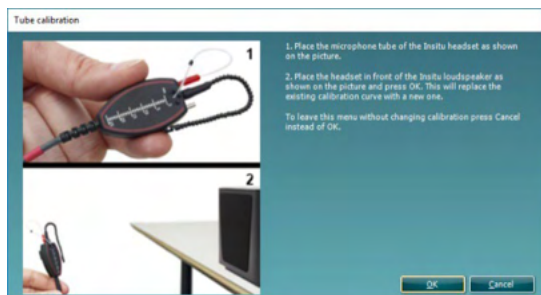 Tube calibration
1
1. Place the microphone tube of the Insitu headset as shown
on the picture.
2. Place the headset in front of the Insitu loudspeaker as
shown on the picture and press OK. This will replace the
existing calibration curve with a new one.
To leave this menu without changing calibration press Cancel
instead of OK.
2
OK
Cancel